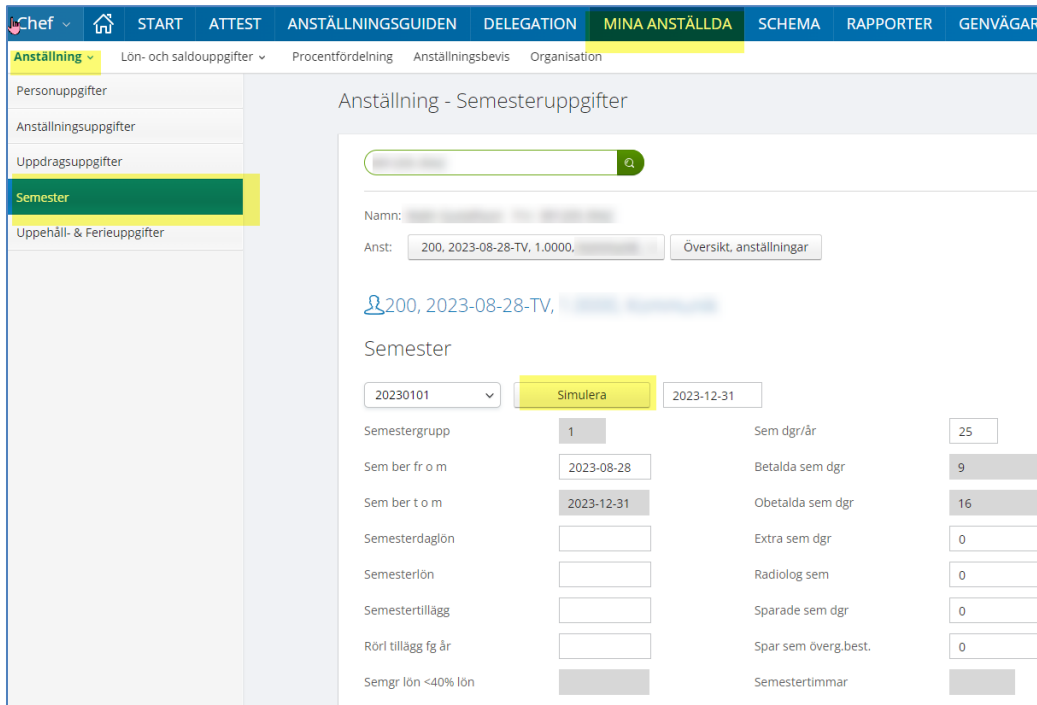 Chef START ATTEST ANSTÄLLNINGSGUIDEN DELEGATION MINA ANSTÄLLDA SCHEMA RAPPORTER GENVÄGAR
Anställning Lön- och saldouppgifter Procentfördelning Anställningsbevis Organisation
Personuppgifter
Anställningsuppgifter
Uppdragsuppgifter
Semester
Uppehåll- & Ferieuppgifter
Anställning - Semesteruppgifter
Namn:
Anst: 200, 2023-08-28-TV, 1.0000, Översikt, anställningar
200, 2023-08-28-TV,
Semester
20230101 Simulera 2023-12-31
Semestergrupp 1 Sem dgr/år 25
Sem ber fr o m 2023-08-28 Betalda sem dgr 9
Sem ber t o m 2023-12-31 Obetalda sem dgr 16
Semesterdaglön Extra sem dgr 0
Semesterlön Radiolog sem 0
Semestertillägg Sparade sem dgr 0
Rörl tillägg fg år Spar sem överg.best. 0
Semgr lön <40% lön Semestertimmar